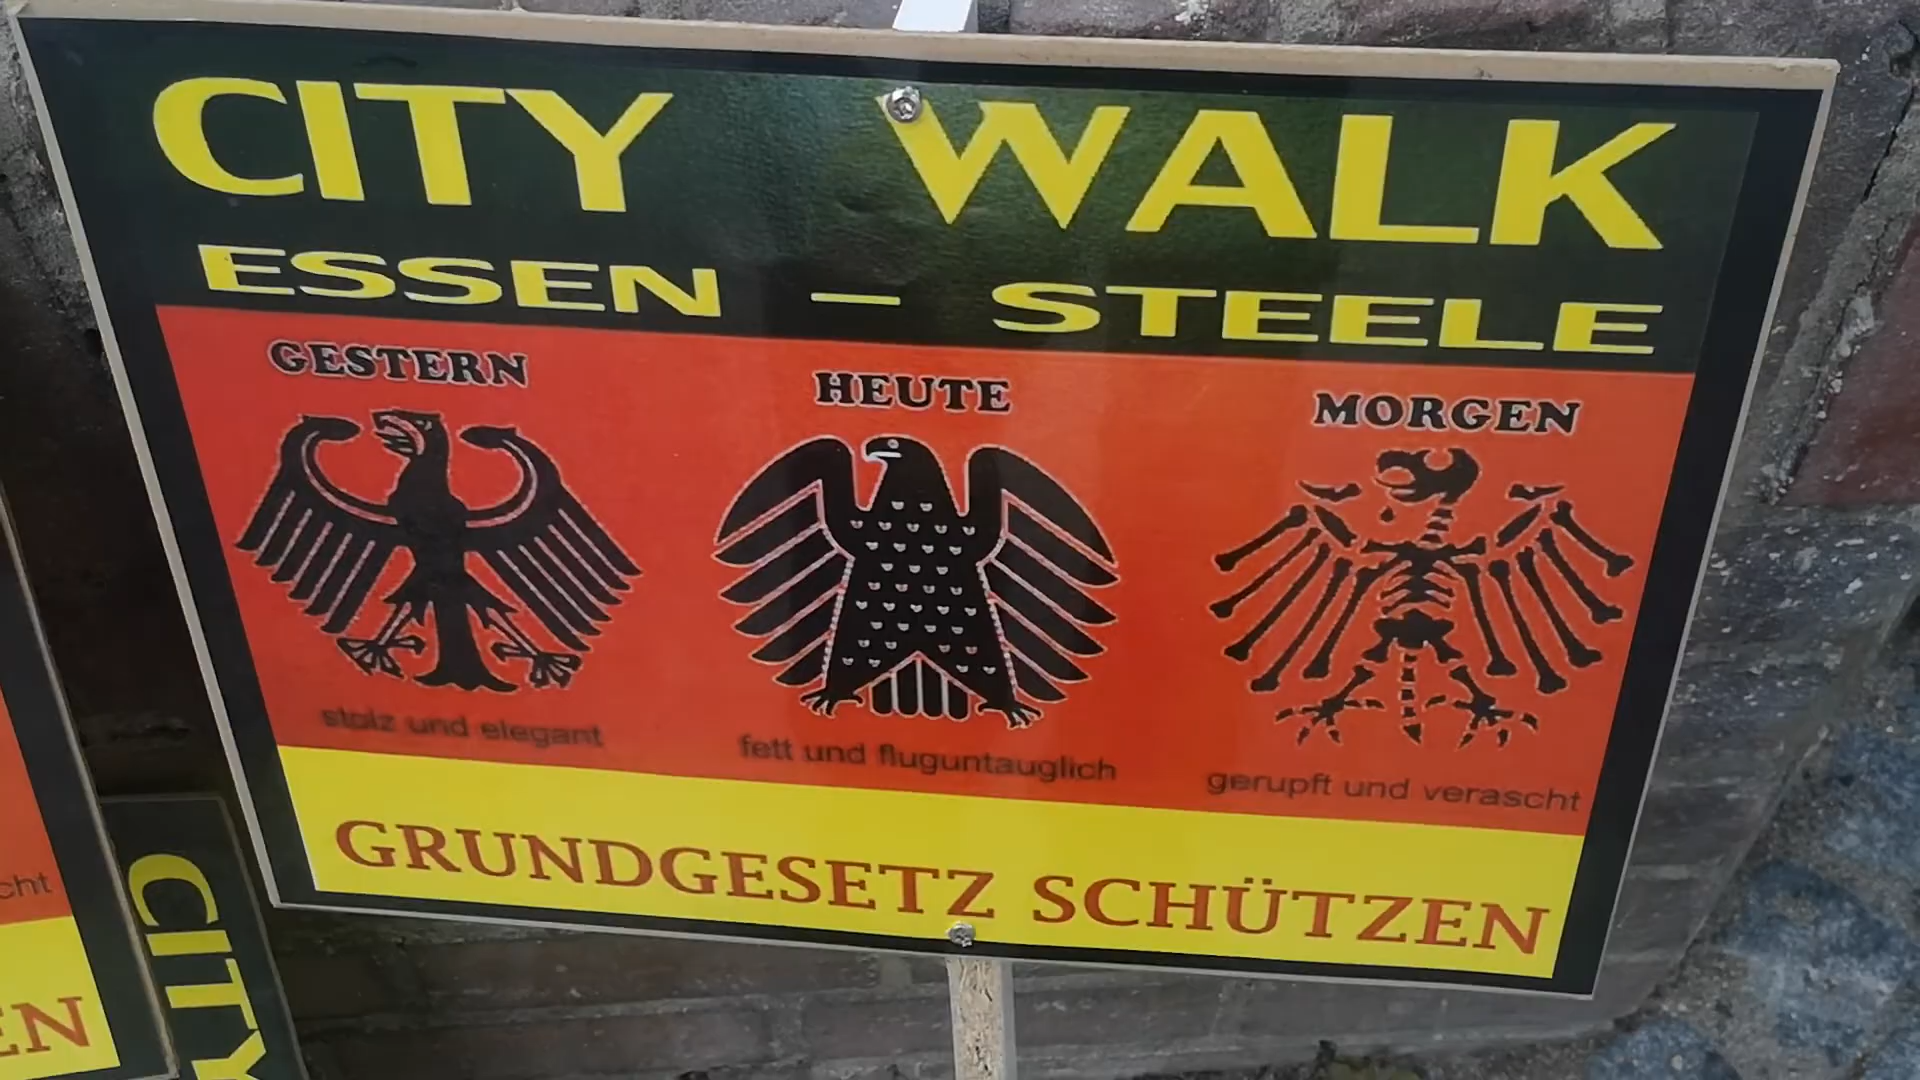 CITY WALK
ESSEN – STEELE
GESTERN HEUTE MORGEN
stolz und elegant fett und fluguntauglich gerupft und verascht
GRUNDGESETZ SCHÜTZEN
cht
EN
CITY